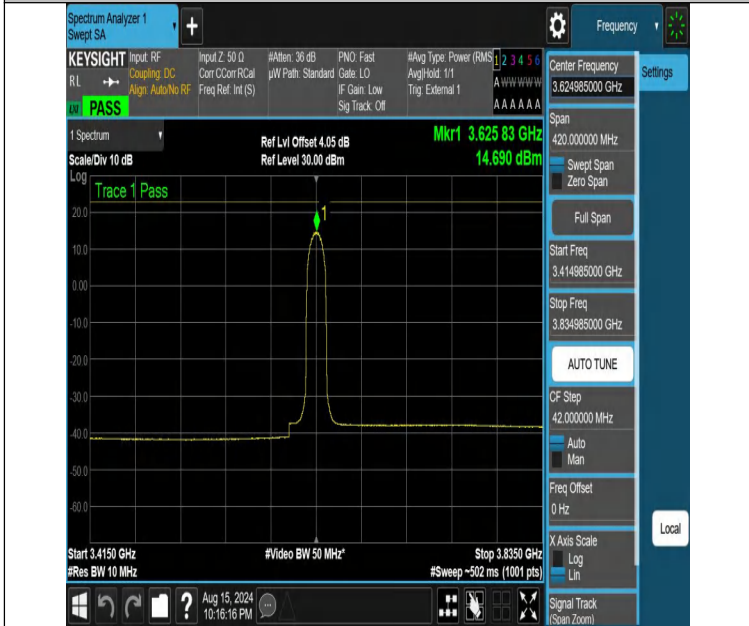 Spectrum Analyzer 1
Swept SA
+
Frequency
KEYSIGHT
RL
PASS
Input: RF
Coupling: DC
Align: Auto/No RF
Input Z: 50 Ω
Corr CCorr RCal
Freq Ref: Int (S)
#Atten: 36 dB
µW Path: Standard
PNO: Fast
Gate: LO
IF Gain: Low
Sig Track: Off
#Avg Type: Power (RMS
Avg|Hold: 1/1
Trig: External 1
1 2 3 4 5 6
A W W W W W
A A A A A A
1 Spectrum
Scale/Div 10 dB
Ref Lvl Offset 4.05 dB
Ref Level 30.00 dBm
Mkr1 3.625 83 GHz
14.690 dBm
Log
Trace 1 Pass
1
20.0
10.0
0.00
-10.0
-20.0
-30.0
-40.0
-50.0
-60.0
Start 3.4150 GHz
#Res BW 10 MHz
#Video BW 50 MHz*
Stop 3.8350 GHz
#Sweep ~502 ms (1001 pts)
?
Aug 15, 2024
10:16:16 PM
Center Frequency
3.624985000 GHz
Settings
Span
420.000000 MHz
Swept Span
Zero Span
Full Span
Start Freq
3.414985000 GHz
Stop Freq
3.834985000 GHz
AUTO TUNE
CF Step
42.000000 MHz
Auto
Man
Freq Offset
0 Hz
Local
X Axis Scale
Log
Lin
Signal Track
(Span Zoom)